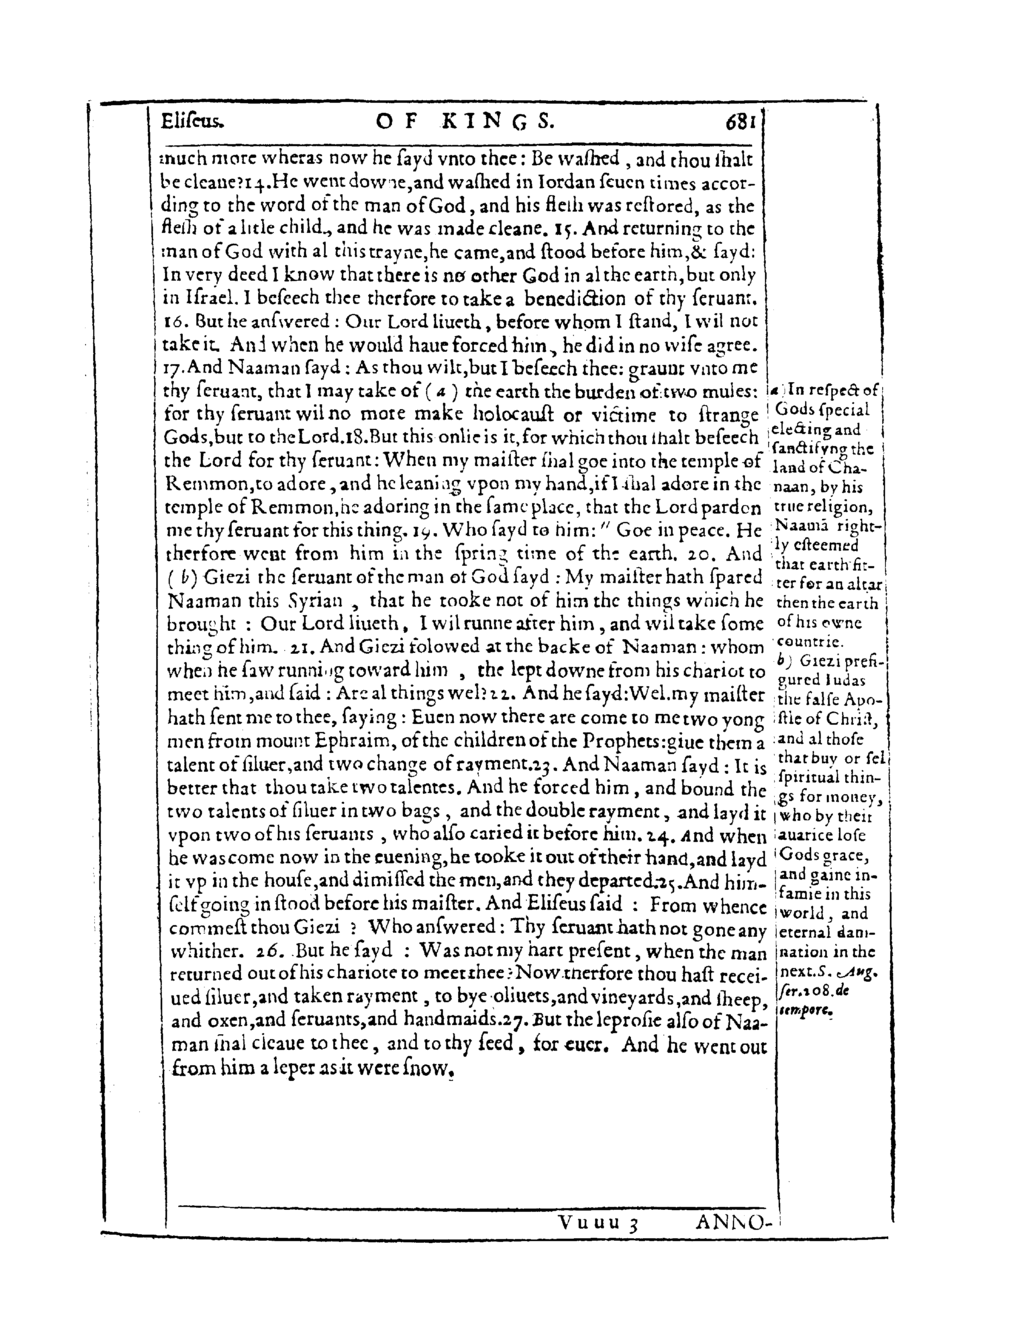 Eliſeus. OF KINGS. 681
much more wheras now he ſayd vnto thee: Be waſhed, and thou ſhalt
be cleane? 14. He went downe, and waſhed in Iordan ſeuen times accor-
ding to the word of the man of God, and his fleſh was reſtored, as the
fleſh of a litle child, and he was made cleane. 15. And returning to the
man of God with al this trayne, he came, and ſtood before him, & ſayd:
In very deed I know that there is no other God in al the earth, but only
in Iſrael. I beſeech thee therfore to take a benediction of thy ſeruant.
16. But he anſwered: Our Lord liueth, before whom I ſtand, I wil not
take it. And when he would haue forced him, he did in no wiſe agree.
17. And Naaman ſayd: As thou wilt, but I beſeech thee: graunt vnto me
thy ſeruant, that I may take of (a) the earth the burden of two mules:
for thy ſeruant wil no more make holocauſt or victime to ſtrange
Gods, but to the Lord. 18. But this onlie is it, for which thou ſhalt beſeech
the Lord for thy ſeruant: When my maiſter ſhal goe into the temple of
Remmon, to adore, and he leaning vpon my hand, if I ſhal adore in the
temple of Remmon, he adoring in the ſame place, that the Lord pardon
me thy ſeruant for this thing. 19. Who ſayd to him: " Goe in peace. He
therfore went from him in the ſpring time of the earth. 20. And
(b) Giezi the ſeruant of the man of God ſayd: My maiſter hath ſpared
Naaman this Syrian, that he tooke not of him the things which he
brought: Our Lord liueth, I wil runne after him, and wil take ſome
thing of him. 21. And Giezi folowed at the backe of Naaman: whom
when he ſaw running toward him, the lept downe from his chariot to
meet him, and ſaid: Are al things wel? 22. And he ſayd: Wel. my maiſter
hath ſent me to thee, ſaying: Euen now there are come to me two yong
men from mount Ephraim, of the children of the Prophets: giue them a
talent of ſiluer, and two change of rayment. 23. And Naaman ſayd: It is
better that thou take two talentes. And he forced him, and bound the
two talents of ſiluer in two bags, and the double rayment, and layd it
vpon two of his ſeruants, who alſo caried it before him. 24. And when
he was come now in the euening, he tooke it out of their hand, and layd
it vp in the houſe, and dimiſſed the men, and they departed. 25. And him-
ſelf going in ſtood before his maiſter. And Eliſeus ſaid: From whence
commeſt thou Giezi? Who anſwered: Thy ſeruant hath not gone any
whither. 26. But he ſayd: Was not my hart preſent, when the man
returned out of his chariote to meet thee? Now therfore thou haſt recei-
ued ſiluer, and taken rayment, to bye oliuets, and vineyards, and ſheep,
and oxen, and ſeruants, and handmaids. 27. But the leproſie alſo of Naa-
man ſhal cleaue to thee, and to thy ſeed, for euer. And he went out
from him a leper as it were ſnow.
a) In reſpect of
Gods ſpecial
electing and
ſanctifyng the
land of Cha-
naan, by his
true religion,
Naamā right-
ly eſteemed
that earth fit-
ter for an altar
then the earth
of his owne
countrie.
b) Giezi prefi-
gured Iudas
the falſe Apo-
ſtle of Chriſt,
and al thoſe
that buy or ſel
ſpiritual thin-
gs for money,
who by their
auarice loſe
Gods grace,
and gaine in-
famie in this
world, and
eternal dam-
nation in the
next. S. Aug.
ſer. 208. de
tempore.
Vuuu 3 ANNO-